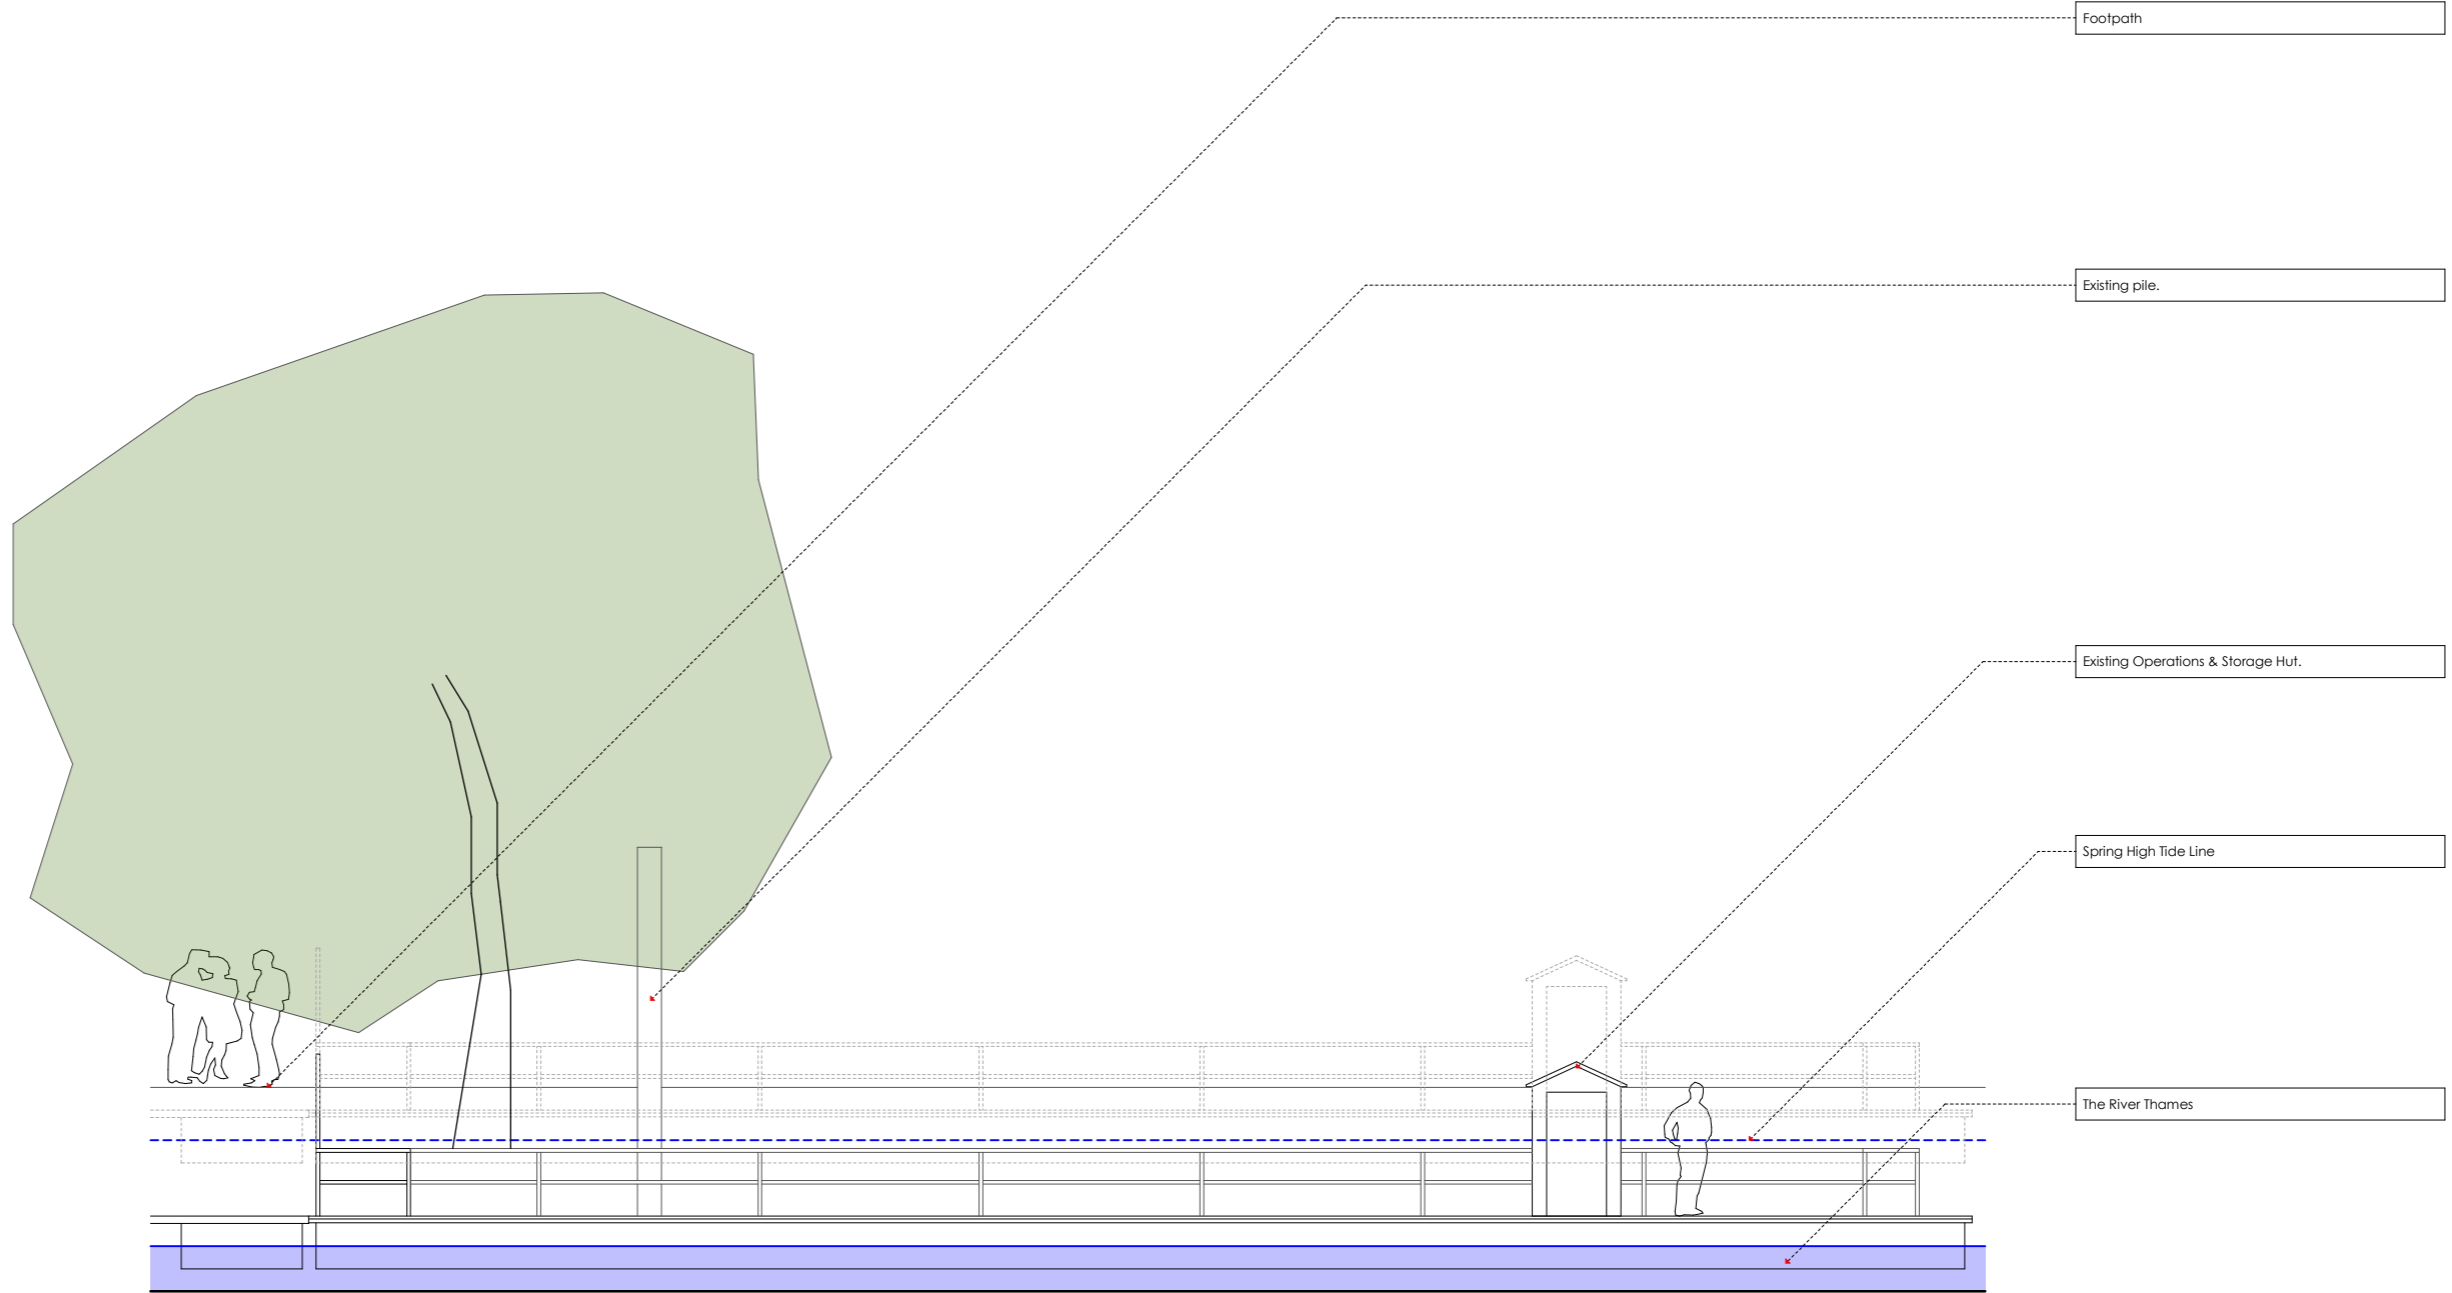 Footpath
Existing pile.
Existing Operations & Storage Hut.
Spring High Tide Line
The River Thames